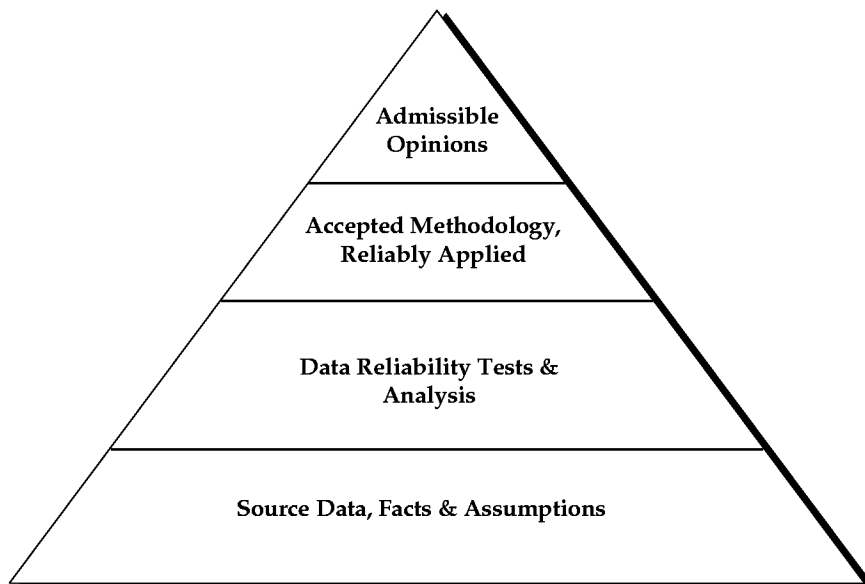 Admissible
Opinions
Accepted Methodology,
Reliably Applied
Data Reliability Tests &
Analysis
Source Data, Facts & Assumptions